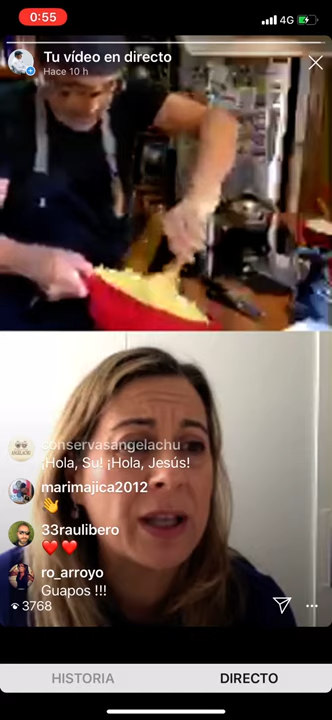 0:55
4G
Tu vídeo en directo
Hace 10 h
conservasangelachu
¡Hola, Su! ¡Hola, Jesús!
marimajica2012
👋
33raulibero
❤️❤️
ro_arroyo
Guapos !!!
3768
HISTORIA
DIRECTO